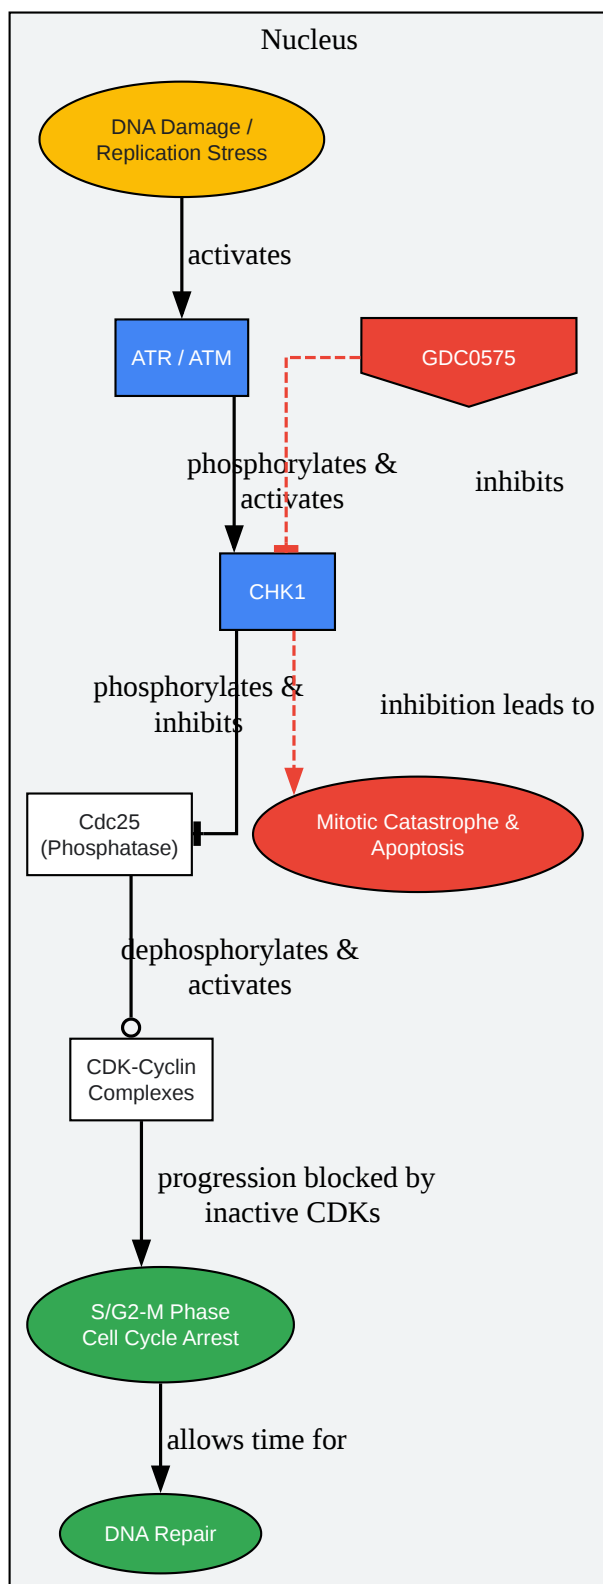 Nucleus
DNA Damage /
Replication Stress
activates
ATR / ATM
GDC0575
phosphorylates &
activates
inhibits
CHK1
phosphorylates &
inhibits
inhibition leads to
Cdc25
(Phosphatase)
Mitotic Catastrophe &
Apoptosis
dephosphorylates &
activates
CDK-Cyclin
Complexes
progression blocked by
inactive CDKs
S/G2-M Phase
Cell Cycle Arrest
allows time for
DNA Repair